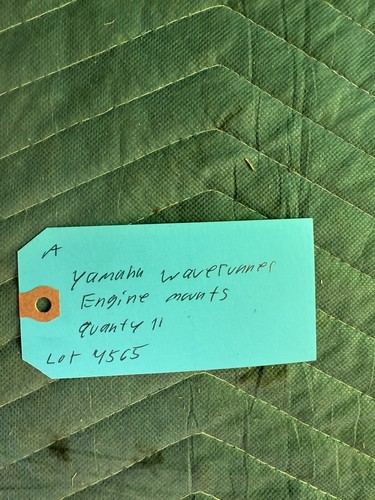 A
Yamaha waverunner
Engine mounts
quanty 11
Lot 4565